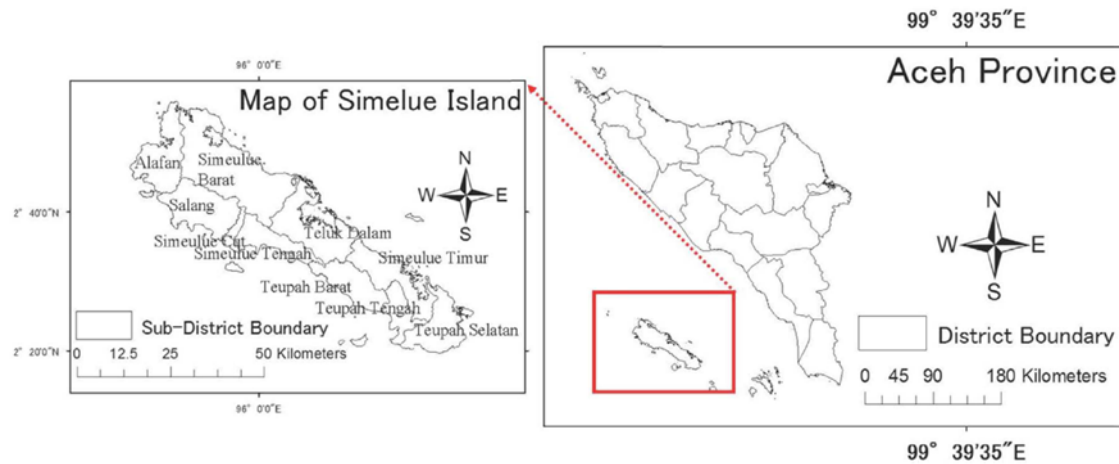 99° 39'35"E
96° 0'0"E
Map of Simelue Island
Aceh Province
Alafan
Simeulue
Barat
Salang
N
W
E
S
2° 40'0"N
Teluk Dalam
Simeulue Cut
Simeulue Tengah
Simeulue Timur
Teupah Barat
Teupah Tengah
Teupah Selatan
Sub-District Boundary
0 12.5 25 50 Kilometers
2° 20'0"N
96° 0'0"E
N
W
E
S
District Boundary
0 45 90 180 Kilometers
99° 39'35"E